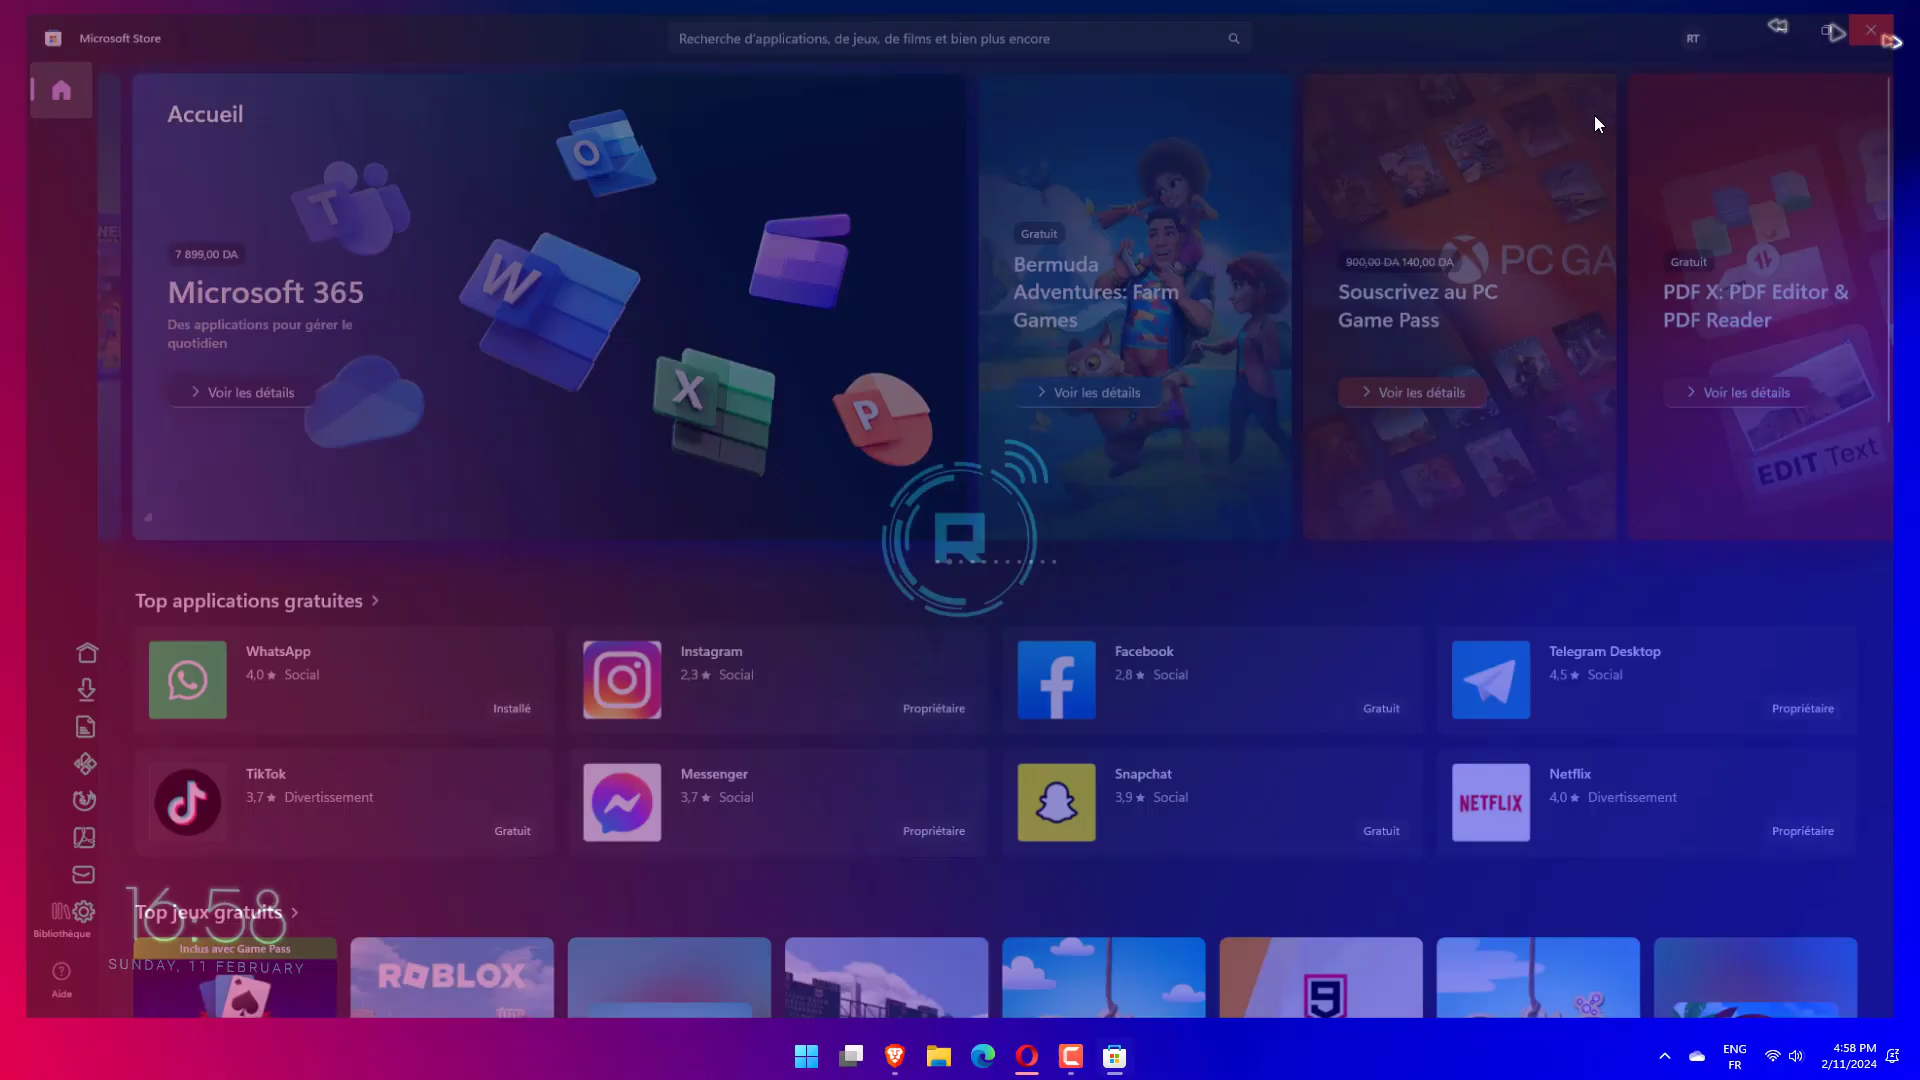 Microsoft Store
Recherche d'applications, de jeux, de films et bien plus encore
RT
Accueil
7 899,00 DA
Microsoft 365
Des applications pour gérer le
quotidien
Voir les détails
T
O
W
X
P
Gratuit
Bermuda
Adventures: Farm
Games
Voir les détails
PC GA
900,00 DA 140,00 DA
Souscrivez au PC
Game Pass
Voir les détails
Gratuit
PDF X: PDF Editor &
PDF Reader
Voir les détails
EDIT Text
R
Top applications gratuites
WhatsApp
4,0 ★ Social
Installé
Instagram
2,3 ★ Social
Propriétaire
Facebook
2,8 ★ Social
Gratuit
Telegram Desktop
4,5 ★ Social
Propriétaire
TikTok
3,7 ★ Divertissement
Gratuit
Messenger
3,7 ★ Social
Propriétaire
Snapchat
3,9 ★ Social
Gratuit
NETFLIX
Netflix
4,0 ★ Divertissement
Propriétaire
16:58
Top jeux gratuits
Bibliothèque
Inclus avec Game Pass
SUNDAY, 11 FEBRUARY
Aide
ROBLOX
9
ENG
FR
4:58 PM
2/11/2024